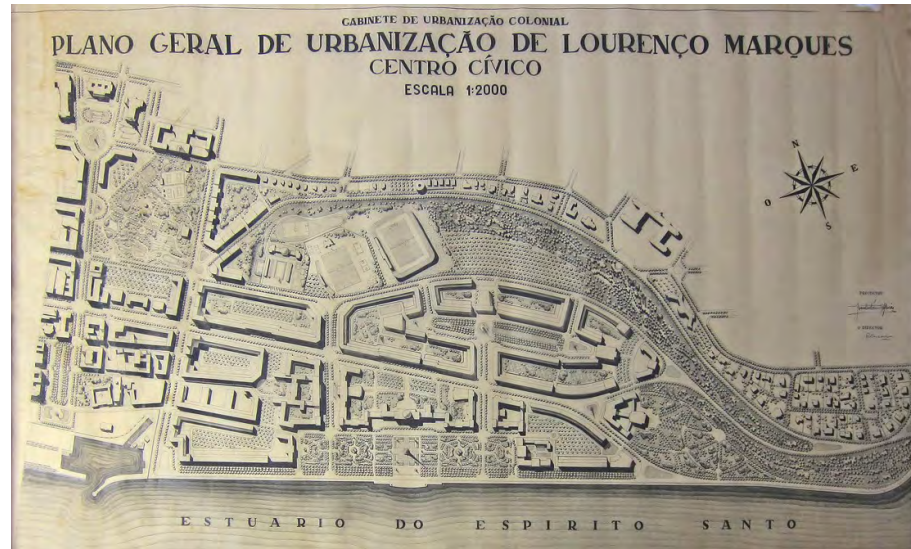 GABINETE DE URBANIZAÇÃO COLONIAL
PLANO GERAL DE URBANIZAÇÃO DE LOURENÇO MARQUES
CENTRO CÍVICO
ESCALA 1:2000
N
E
O
S
ESTUARIO DO ESPIRITO SANTO